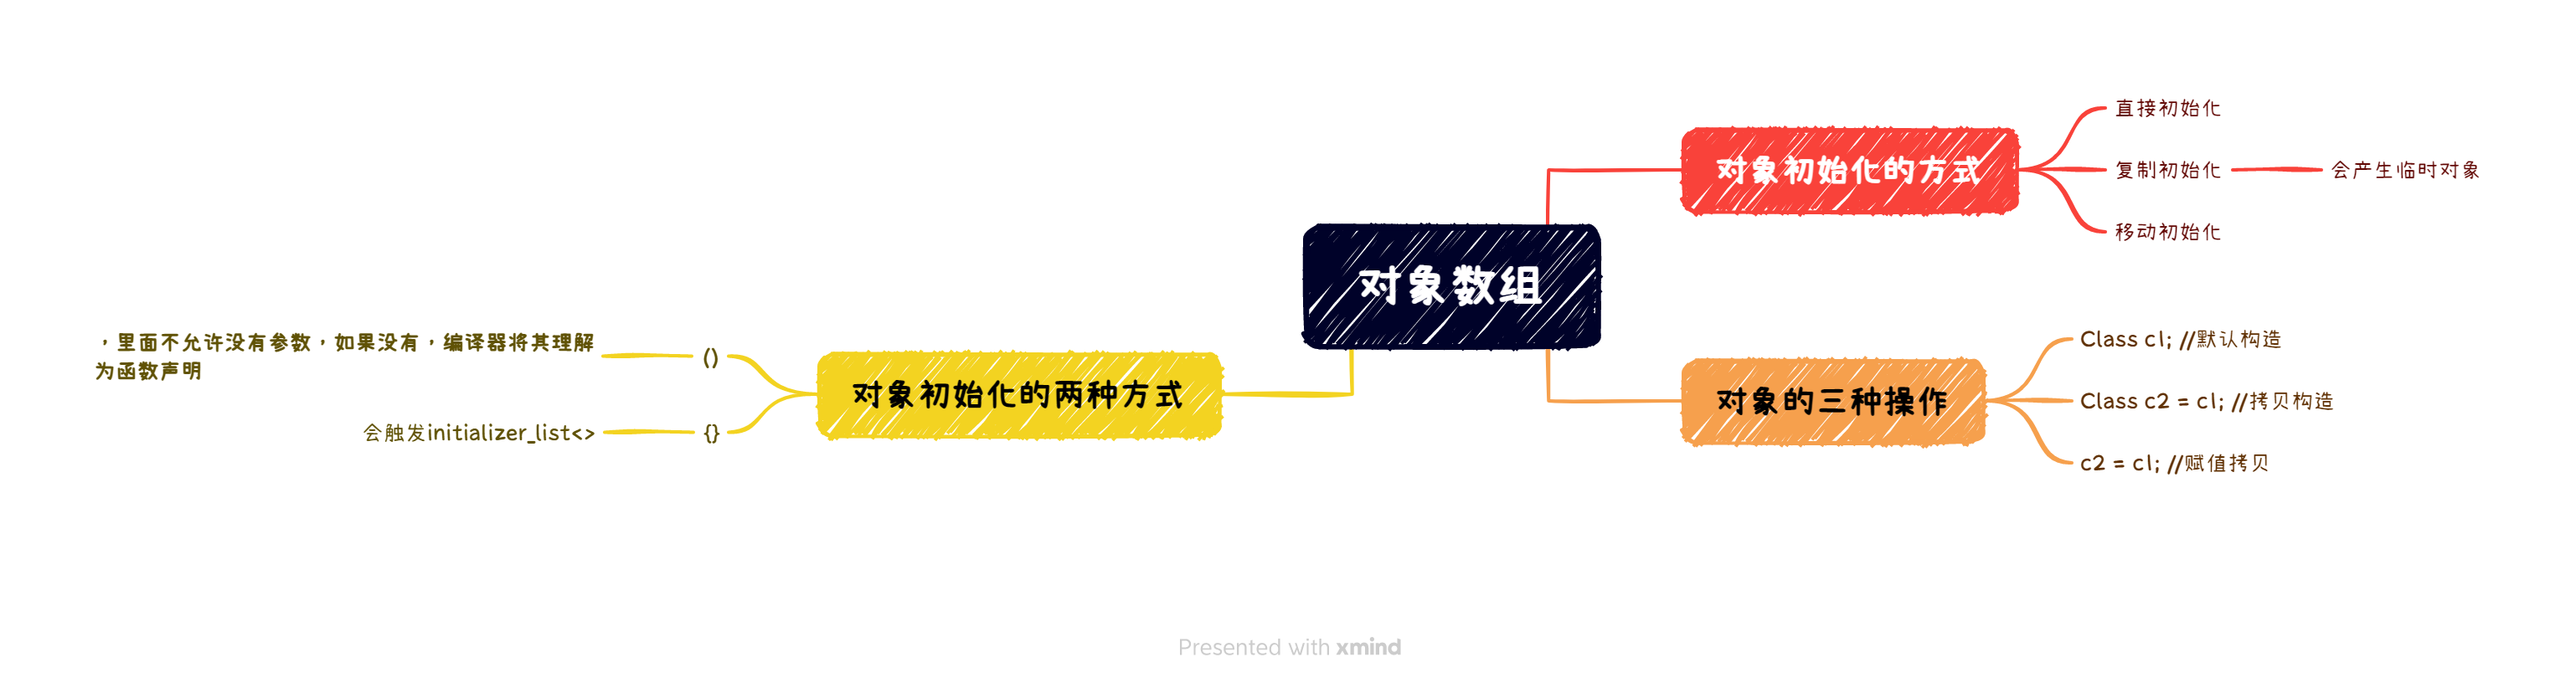 对象数组
对象初始化的方式
直接初始化
复制初始化
会产生临时对象
移动初始化
对象的三种操作
Class c1; //默认构造
Class c2 = c1; //拷贝构造
c2 = c1; //赋值拷贝
对象初始化的两种方式
()
，里面不允许没有参数，如果没有，编译器将其理解
为函数声明
{}
会触发initializer_list<>
Presented with xmind